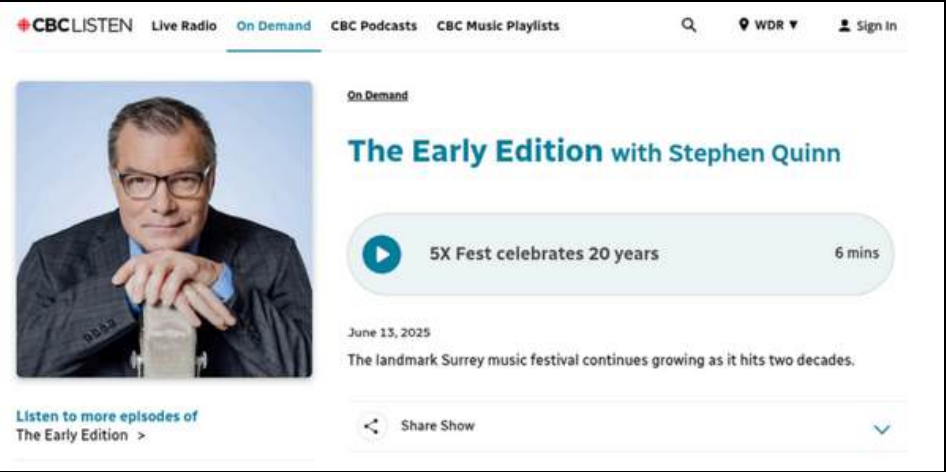 CBC LISTEN Live Radio On Demand CBC Podcasts CBC Music Playlists WDR ▼ Sign In
On Demand
The Early Edition with Stephen Quinn
5X Fest celebrates 20 years 6 mins
June 13, 2025
The landmark Surrey music festival continues growing as it hits two decades.
Listen to more episodes of
The Early Edition >
Share Show